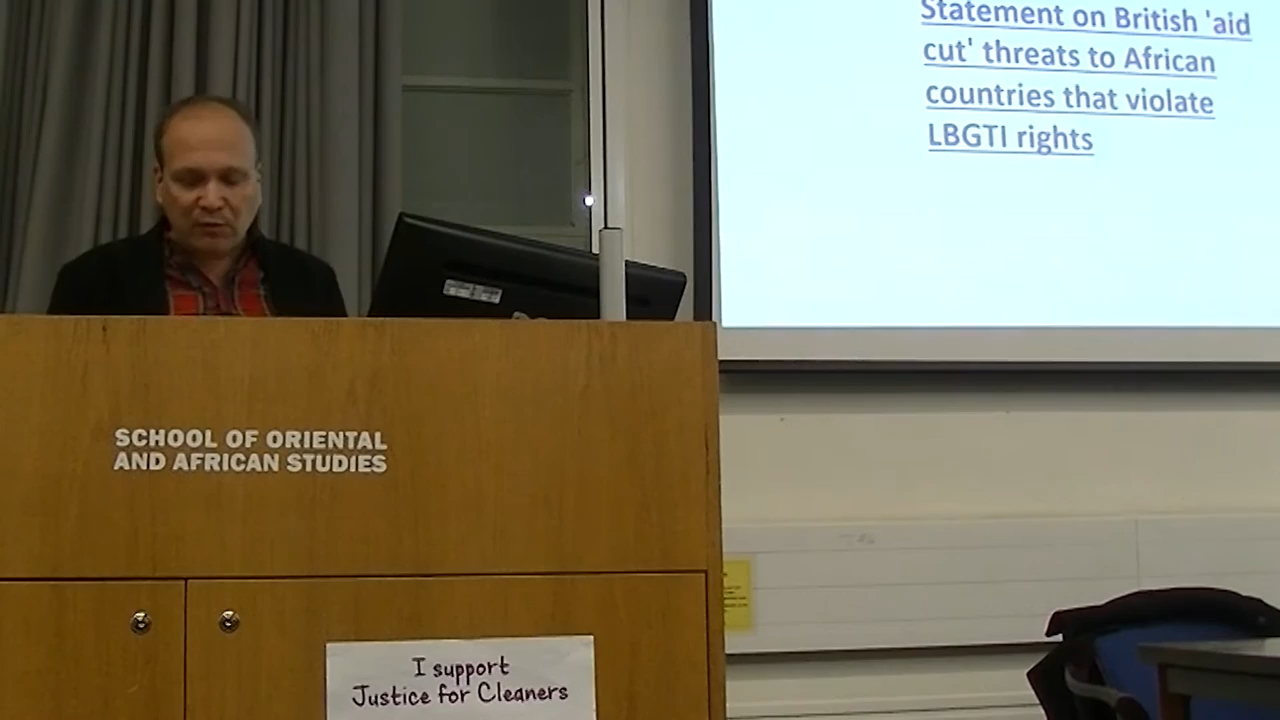 Statement on British 'aid
cut' threats to African
countries that violate
LBGTI rights
SCHOOL OF ORIENTAL
AND AFRICAN STUDIES
I support
Justice for Cleaners